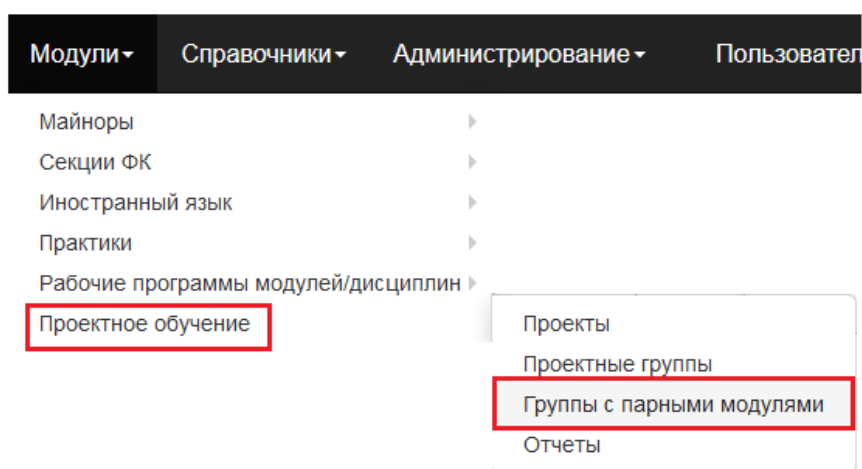 Модули Справочники Администрирование Пользовател
Майноры
Секции ФК
Иностранный язык
Практики
Рабочие программы модулей/дисциплин
Проектное обучение
Проекты
Проектные группы
Группы с парными модулями
Отчеты